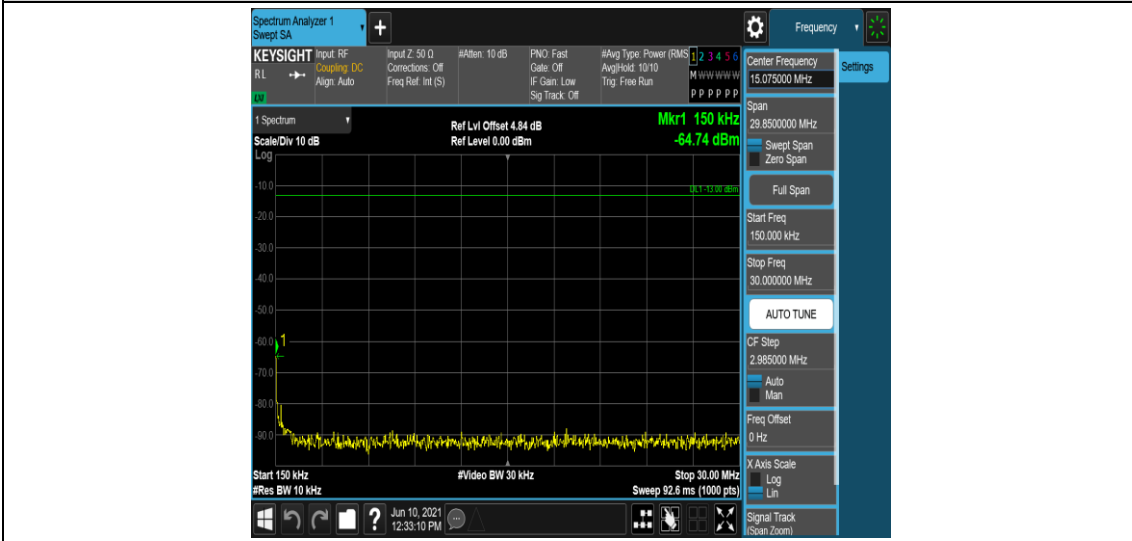 Spectrum Analyzer 1
Swept SA
+
Frequency
KEYSIGHT
RL
Input: RF
Coupling: DC
Align: Auto
Input Z: 50 Ω
Corrections: Off
Freq Ref: Int (S)
#Atten: 10 dB
PNO: Fast
Gate: Off
IF Gain: Low
Sig Track: Off
#Avg Type: Power (RMS
Avg|Hold: 10/10
Trig: Free Run
1 2 3 4 5 6
M W W W W W
P P P P P P
1 Spectrum
Scale/Div 10 dB
Log
Ref Lvl Offset 4.84 dB
Ref Level 0.00 dBm
Mkr1 150 kHz
-64.74 dBm
DL1 -13.00 dBm
-10.0
-20.0
-30.0
-40.0
-50.0
-60.0
1
-70.0
-80.0
-90.0
Start 150 kHz
#Res BW 10 kHz
#Video BW 30 kHz
Stop 30.00 MHz
Sweep 92.6 ms (1000 pts)
?
Jun 10, 2021
12:33:10 PM
Center Frequency
15.075000 MHz
Settings
Span
29.8500000 MHz
Swept Span
Zero Span
Full Span
Start Freq
150.000 kHz
Stop Freq
30.000000 MHz
AUTO TUNE
CF Step
2.985000 MHz
Auto
Man
Freq Offset
0 Hz
X Axis Scale
Log
Lin
Signal Track
(Span Zoom)